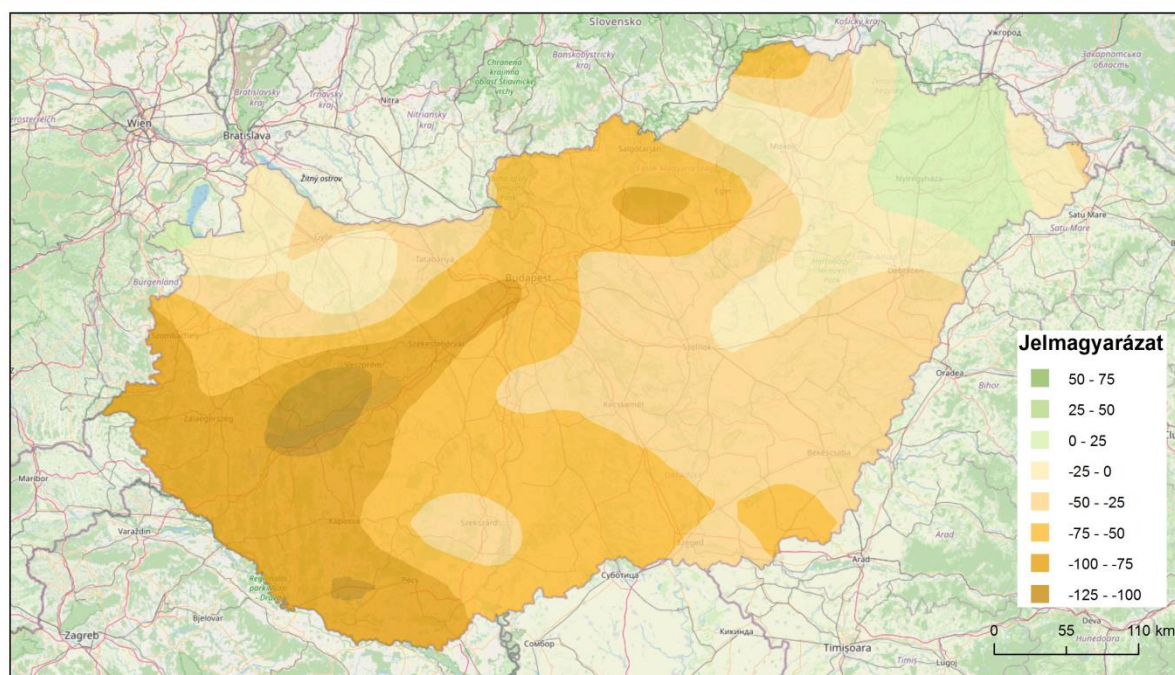 Slovensko
Košický kraj
Ужгород
Закарпатська
область
Banskobystrický
kraj
Chránená
krajinná
oblasť Štiavnické
vrchy
Bratislavský
kraj
Trnavský
kraj
Nitra
Nitriansky
kraj
Wien
Bratislava
Žitný ostrov
Salgótarján
Miskolc
Eger
Nyíregyháza
Satu Mare
Győr
Tatabánya
Budapest
Debrecen
Burgenland
Szombathely
Székesfehérvár
Veszprém
Szolnok
Oradea
Bihor
Zalaegerszeg
Kecskemét
Békéscsaba
Maribor
Kaposvár
Szekszárd
Szeged
Arad
Arad
Varaždin
Pécs
Суботица
Bjelovar
Zagreb
Сомбор
Кикинда
Timișoara
Timiș
Lugoj
Deva
Hunedoara
Jelmagyarázat
50 - 75
25 - 50
0 - 25
-25 - 0
-50 - -25
-75 - -50
-100 - -75
-125 - -100
0 55 110 km